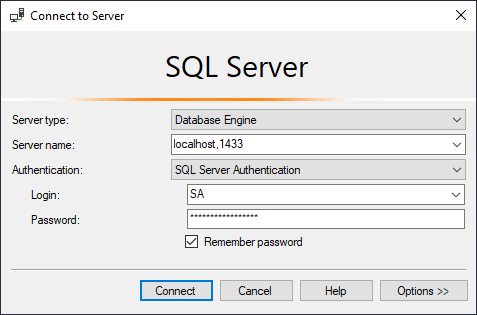 Connect to Server
SQL Server
Server type: Database Engine
Server name: localhost,1433
Authentication: SQL Server Authentication
Login: SA
Password: *****************
Remember password
Connect Cancel Help Options >>